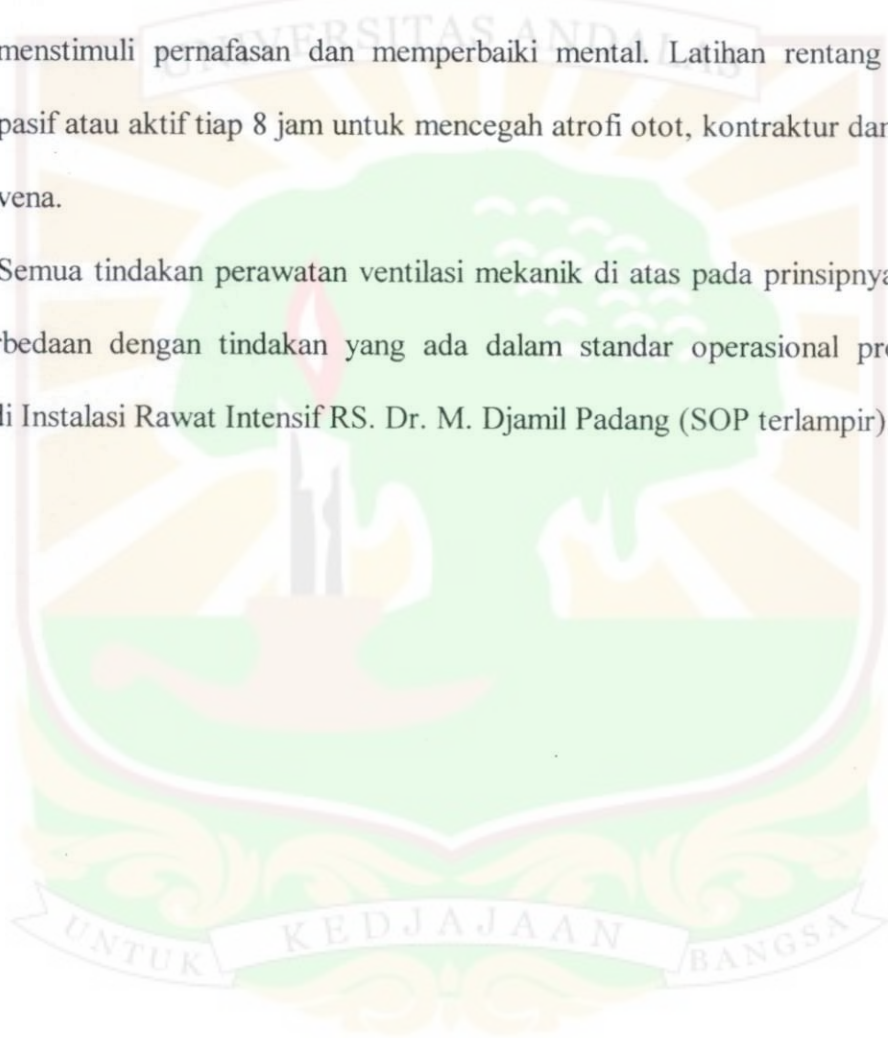 UNIVERSITAS ANDALAS
menstimuli pernafasan dan memperbaiki mental. Latihan rentang
pasif atau aktif tiap 8 jam untuk mencegah atrofi otot, kontraktur dan
vena.
Semua tindakan perawatan ventilasi mekanik di atas pada prinsipnya
rbedaan dengan tindakan yang ada dalam standar operasional pro
di Instalasi Rawat Intensif RS. Dr. M. Djamil Padang (SOP terlampir)
UNTUK KEDJAJAAN BANGSA